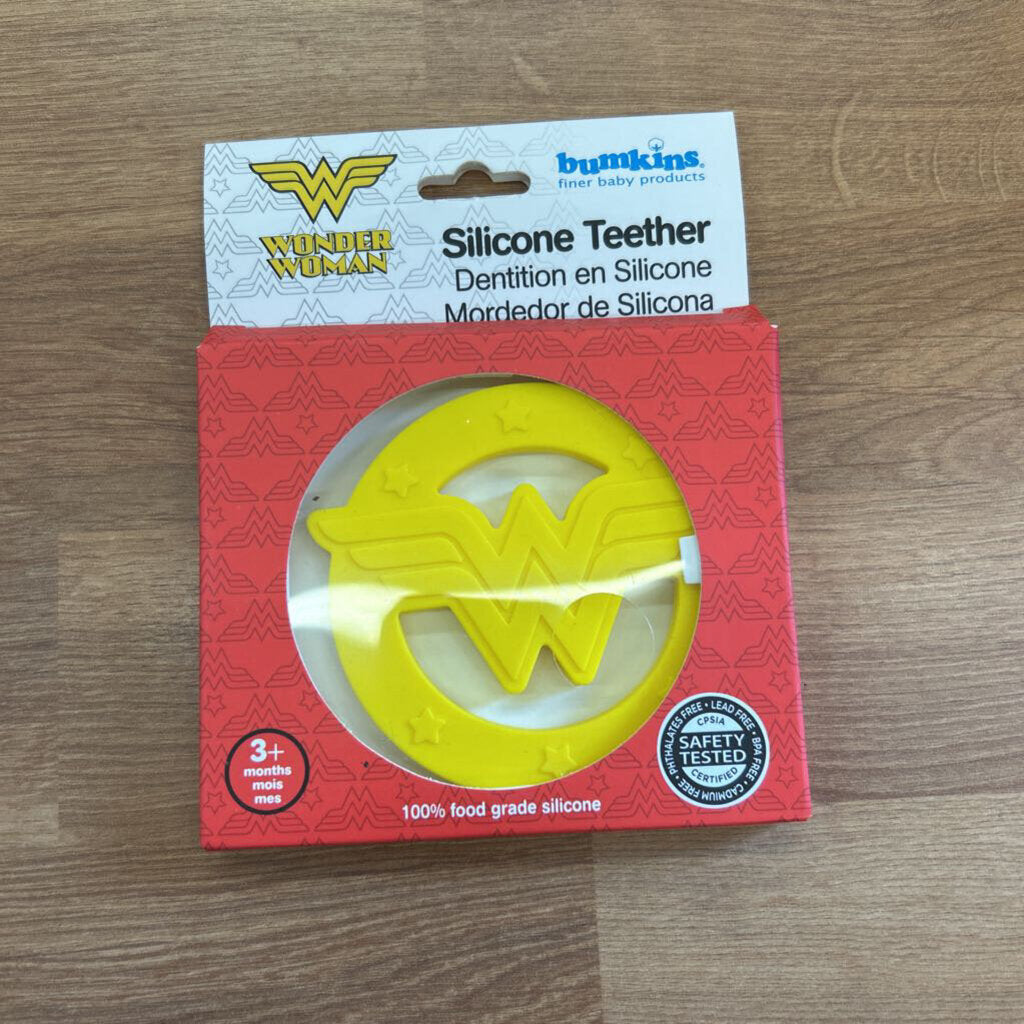 WONDER
WOMAN
bumkins®
finer baby products
Silicone Teether
Dentition en Silicone
Mordedor de Silicona
3+
months
mois
mes
100% food grade silicone
PHTHALATES FREE • LEAD FREE • BPA FREE • CADMIUM FREE •
CPSIA
SAFETY
TESTED
CERTIFIED